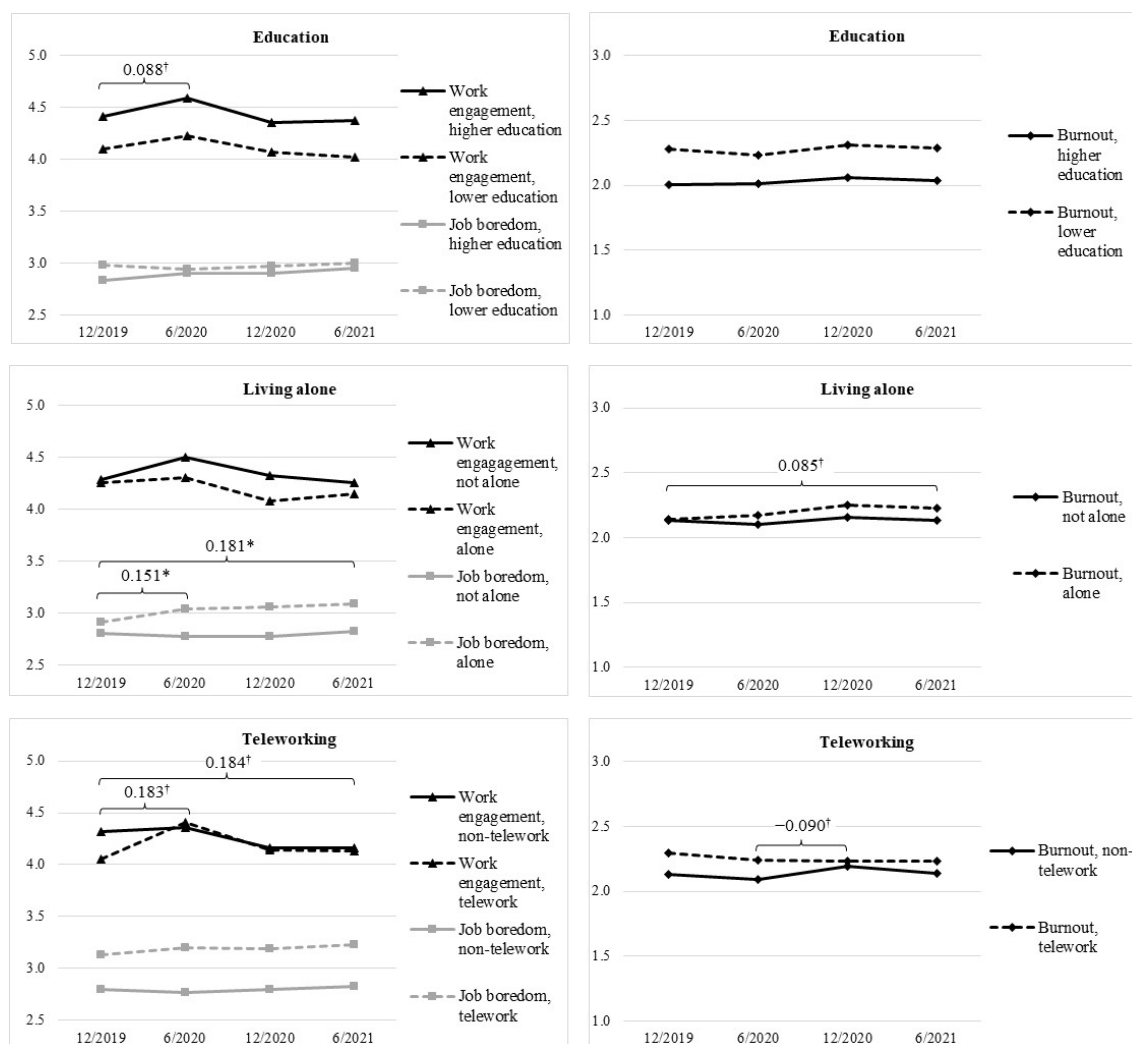 Education
5.0
4.5
4.0
3.5
3.0
2.5
0.088†
12/2019 6/2020 12/2020 6/2021
Work
engagement,
higher education
Work
engagement,
lower education
Job boredom,
higher education
Job boredom,
lower education
Education
3.0
2.5
2.0
1.5
1.0
12/2019 6/2020 12/2020 6/2021
Burnout,
higher
education
Burnout,
lower
education
Living alone
5.0
4.5
4.0
3.5
3.0
2.5
0.181*
0.151*
12/2019 6/2020 12/2020 6/2021
Work
engagagement,
not alone
Work
engagement,
alone
Job boredom,
not alone
Job boredom,
alone
Living alone
3.0
2.5
2.0
1.5
1.0
0.085†
12/2019 6/2020 12/2020 6/2021
Burnout,
not alone
Burnout,
alone
Teleworking
5.0
4.5
4.0
3.5
3.0
2.5
0.184†
0.183†
12/2019 6/2020 12/2020 6/2021
Work
engagement,
non-telework
Work
engagement,
telework
Job boredom,
non-telework
Job boredom,
telework
Teleworking
3.0
2.5
2.0
1.5
1.0
−0.090†
12/2019 6/2020 12/2020 6/2021
Burnout, non-
telework
Burnout,
telework